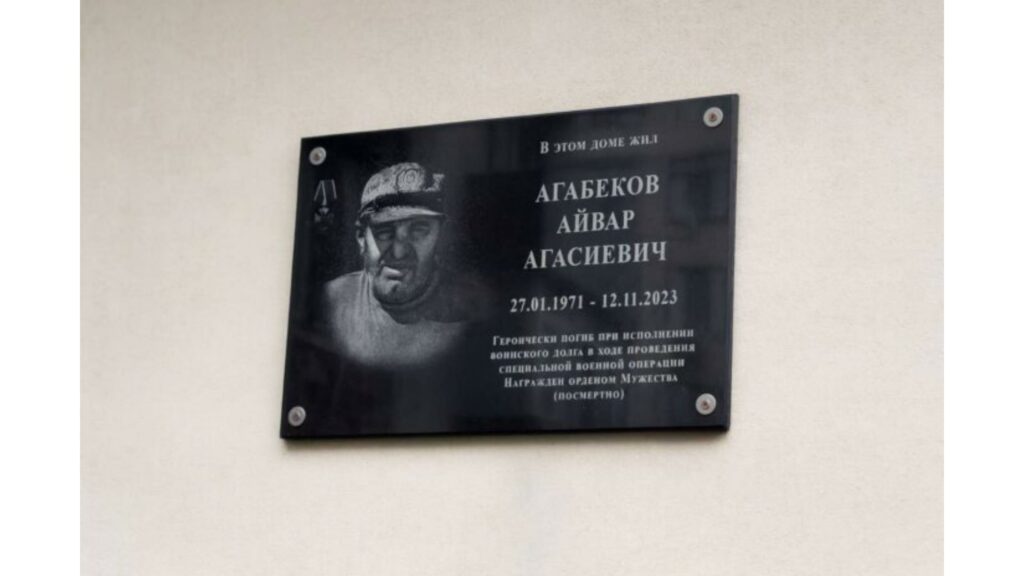 В этом доме жил
АГАБЕКОВ
АЙВАР
АГАСИЕВИЧ
27.01.1971 - 12.11.2023
Героически погиб при исполнении
воинского долга в ходе проведения
специальной военной операции
Награжден орденом Мужества
(посмертно)